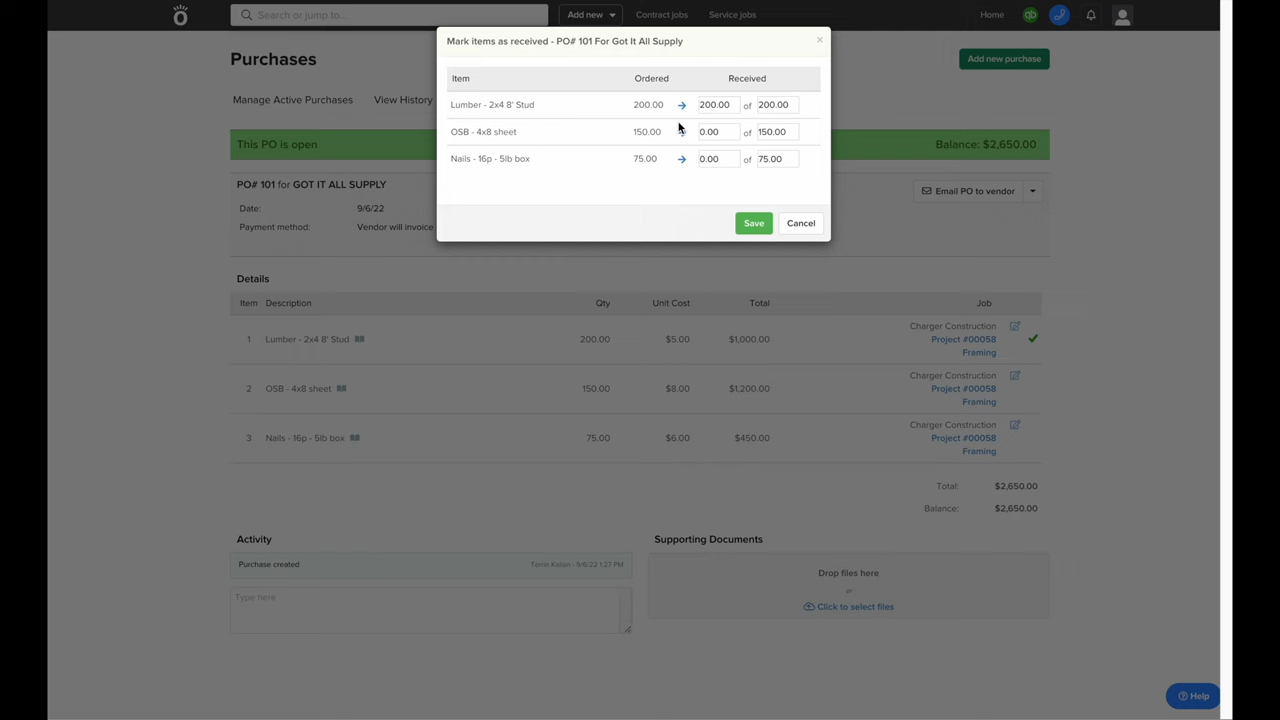 Search or jump to...
Add new
Contract jobs
Service jobs
Home
qb
Mark items as received - PO# 101 For Got It All Supply
×
Purchases
Add new purchase
Item Ordered Received
Lumber - 2x4 8' Stud 200.00 200.00 of 200.00
OSB - 4x8 sheet 150.00 0.00 of 150.00
Nails - 16p - 5lb box 75.00 0.00 of 75.00
Save
Cancel
Manage Active Purchases
View History
This PO is open
Balance: $2,650.00
PO# 101 for GOT IT ALL SUPPLY
Email PO to vendor
Date: 9/6/22
Payment method: Vendor will invoice
Details
Item Description Qty Unit Cost Total Job
Charger Construction
1 Lumber - 2x4 8' Stud 200.00 $5.00 $1,000.00 Project #00058
Framing
Charger Construction
2 OSB - 4x8 sheet 150.00 $8.00 $1,200.00 Project #00058
Framing
Charger Construction
3 Nails - 16p - 5lb box 75.00 $6.00 $450.00 Project #00058
Framing
Total: $2,650.00
Balance: $2,650.00
Activity
Purchase created
9/6/22 1:27 PM
Type here
Supporting Documents
Drop files here
or
Click to select files
Help